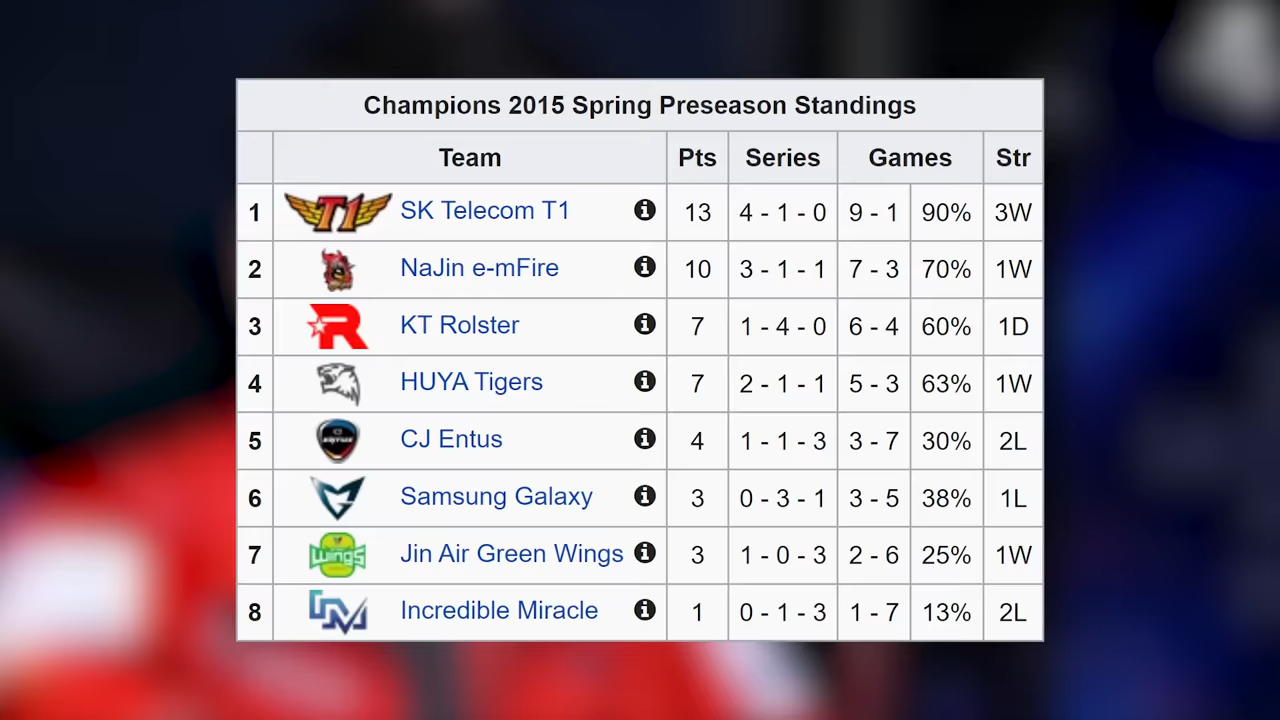 Champions 2015 Spring Preseason Standings
Team Pts Series Games Str
1 T1 SK Telecom T1 13 4 - 1 - 0 9 - 1 90% 3W
2 NaJin e-mFire 10 3 - 1 - 1 7 - 3 70% 1W
3 KT Rolster 7 1 - 4 - 0 6 - 4 60% 1D
4 HUYA Tigers 7 2 - 1 - 1 5 - 3 63% 1W
5 CJ Entus 4 1 - 1 - 3 3 - 7 30% 2L
6 Samsung Galaxy 3 0 - 3 - 1 3 - 5 38% 1L
7 WINGS Jin Air Green Wings 3 1 - 0 - 3 2 - 6 25% 1W
8 Incredible Miracle 1 0 - 1 - 3 1 - 7 13% 2L